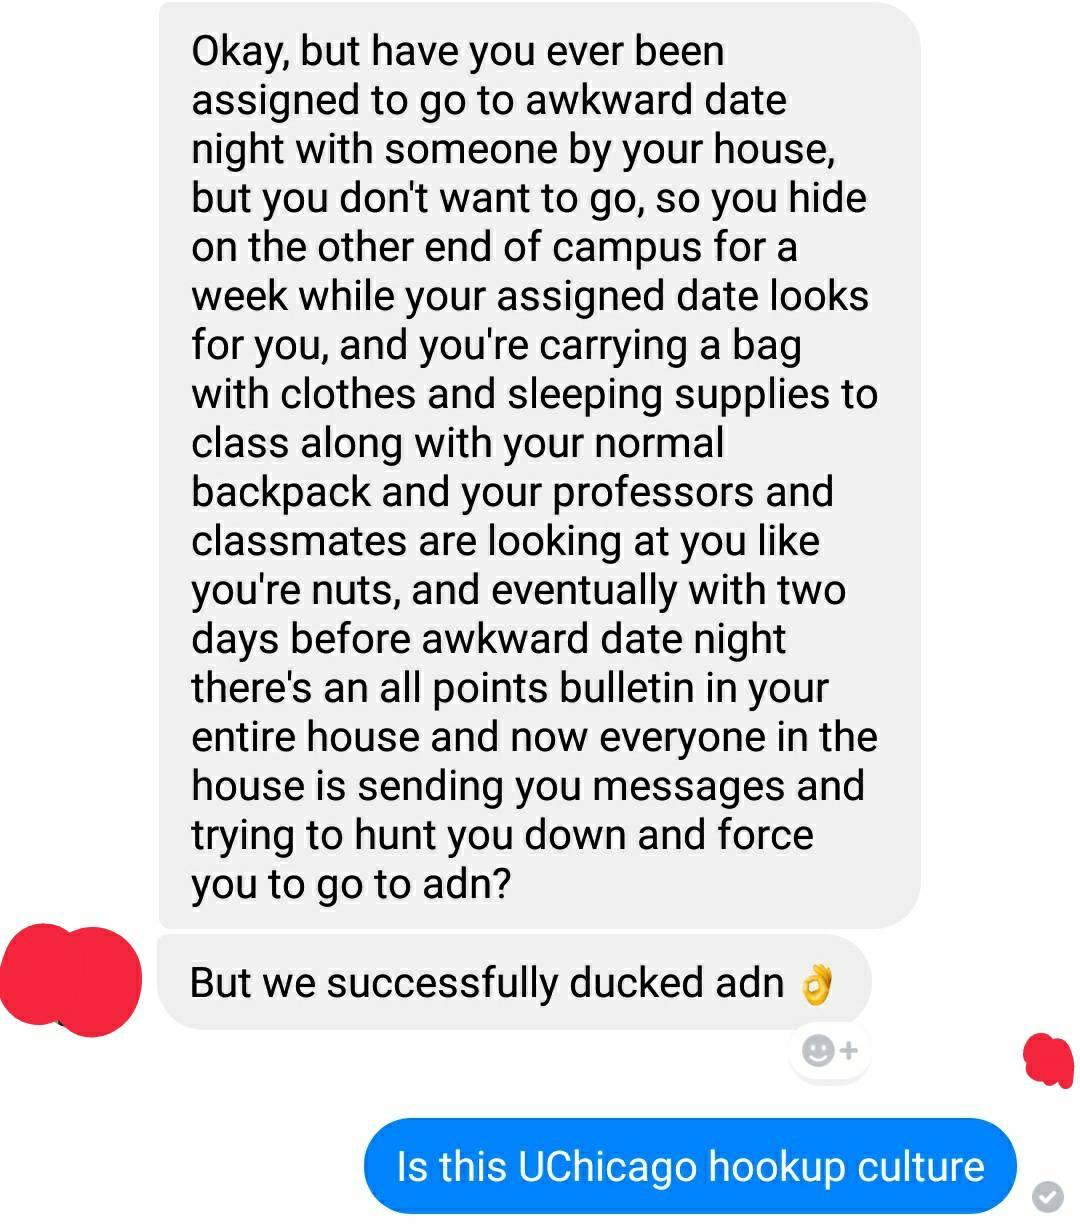 Okay, but have you ever been
assigned to go to awkward date
night with someone by your house,
but you don't want to go, so you hide
on the other end of campus for a
week while your assigned date looks
for you, and you're carrying a bag
with clothes and sleeping supplies to
class along with your normal
backpack and your professors and
classmates are looking at you like
you're nuts, and eventually with two
days before awkward date night
there's an all points bulletin in your
entire house and now everyone in the
house is sending you messages and
trying to hunt you down and force
you to go to adn?
But we successfully ducked adn 👌
Is this UChicago hookup culture